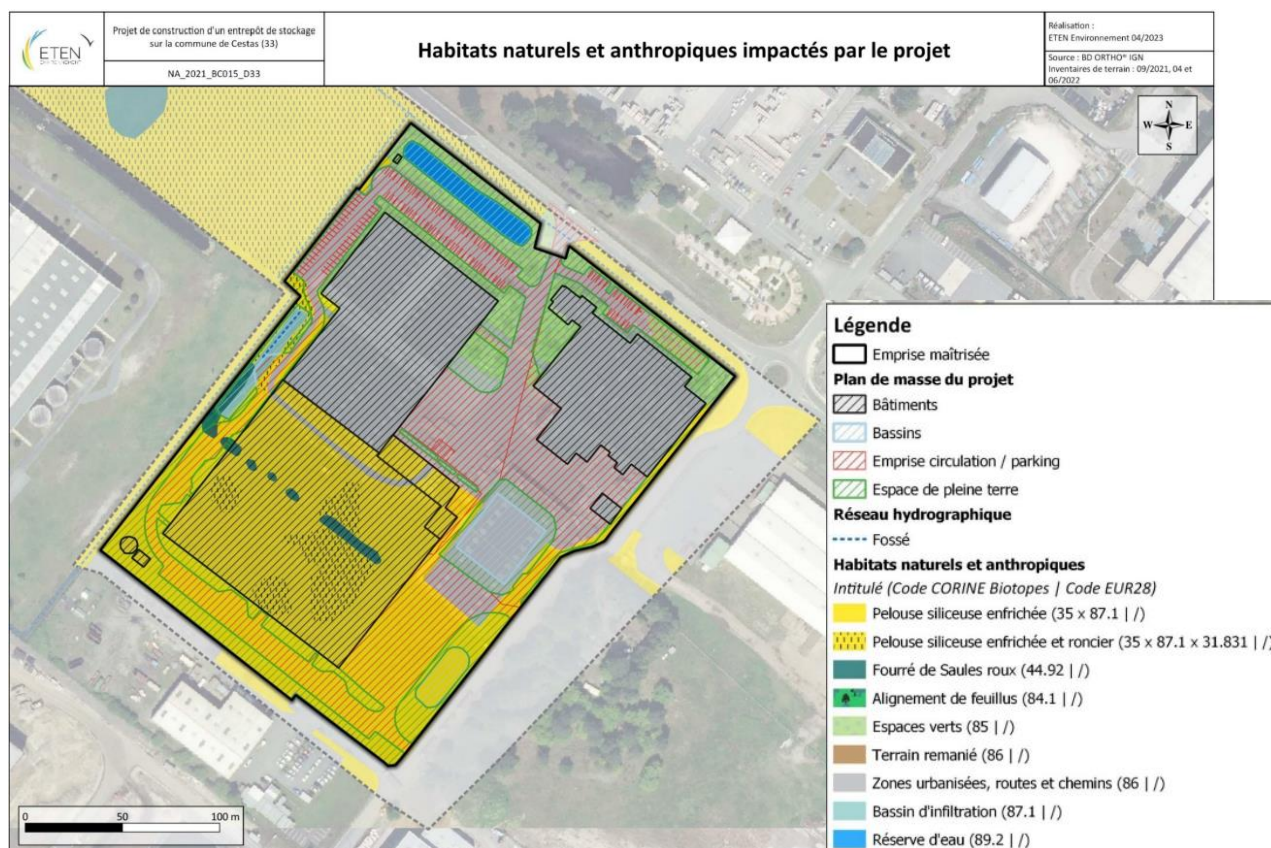 ETEN
Projet de construction d'un entrepôt de stockage
sur la commune de Cestas (33)
NA_2021_BC015_D33
Habitats naturels et anthropiques impactés par le projet
Réalisation :
ETEN Environnement 04/2023
Source : BD ORTHO® IGN
Inventaires de terrain : 09/2021, 04 et
06/2022
N
W E
S
Légende
Emprise maîtrisée
Plan de masse du projet
Bâtiments
Bassins
Emprise circulation / parking
Espace de pleine terre
Réseau hydrographique
Fossé
Habitats naturels et anthropiques
Intitulé (Code CORINE Biotopes | Code EUR28)
Pelouse siliceuse enfrichée (35 x 87.1 | /)
Pelouse siliceuse enfrichée et roncier (35 x 87.1 x 31.831 | /)
Fourré de Saules roux (44.92 | /)
Alignement de feuillus (84.1 | /)
Espaces verts (85 | /)
Terrain remanié (86 | /)
Zones urbanisées, routes et chemins (86 | /)
Bassin d'infiltration (87.1 | /)
Réserve d'eau (89.2 | /)
0 50 100 m